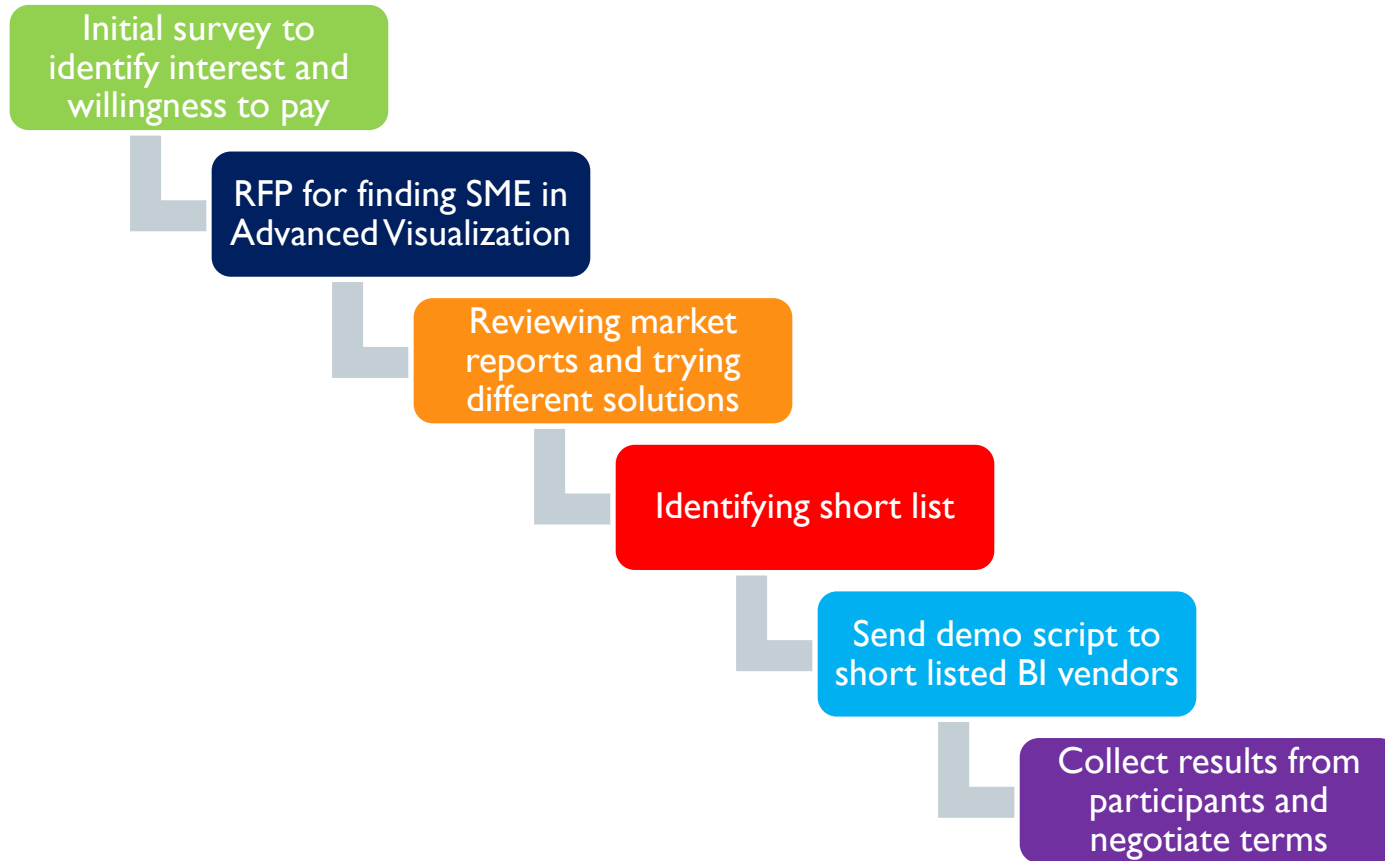 Initial survey to
identify interest and
willingness to pay
RFP for finding SME in
Advanced Visualization
Reviewing market
reports and trying
different solutions
Identifying short list
Send demo script to
short listed BI vendors
Collect results from
participants and
negotiate terms